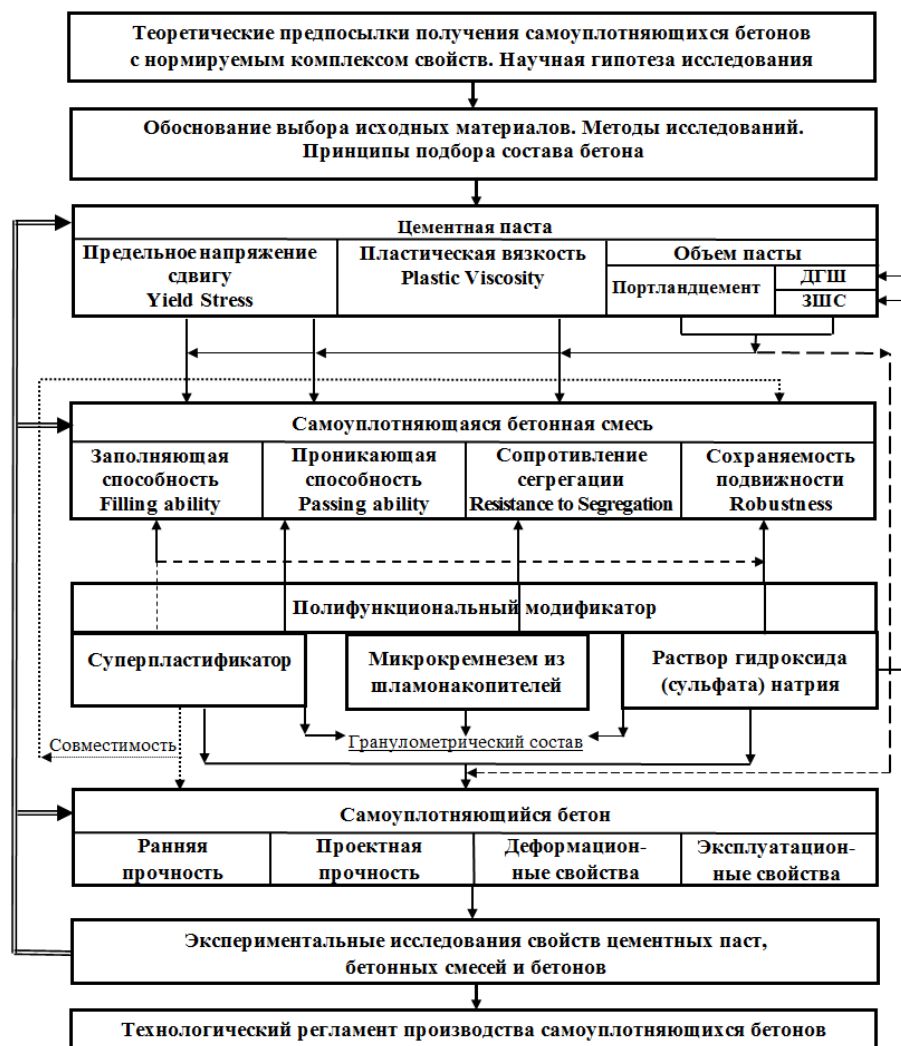 Теоретические предпосылки получения самоуплотняющихся бетонов
с нормируемым комплексом свойств. Научная гипотеза исследования
Обоснование выбора исходных материалов. Методы исследований.
Принципы подбора состава бетона
Цементная паста
Предельное напряжение
сдвигу
Yield Stress
Пластическая вязкость
Plastic Viscosity
Объем пасты
Портландцемент
ДГШ
ЗШС
Самоуплотняющаяся бетонная смесь
Заполняющая
способность
Filling ability
Проникающая
способность
Passing ability
Сопротивление
сегрегации
Resistance to Segregation
Сохраняемость
подвижности
Robustness
Полифункциональный модификатор
Суперпластификатор
Микрокремнезем из
шламонакопителей
Раствор гидроксида
(сульфата) натрия
Совместимость
Гранулометрический состав
Самоуплотняющийся бетон
Ранняя
прочность
Проектная
прочность
Деформацион-
ные свойства
Эксплуатацион-
ные свойства
Экспериментальные исследования свойств цементных паст,
бетонных смесей и бетонов
Технологический регламент производства самоуплотняющихся бетонов